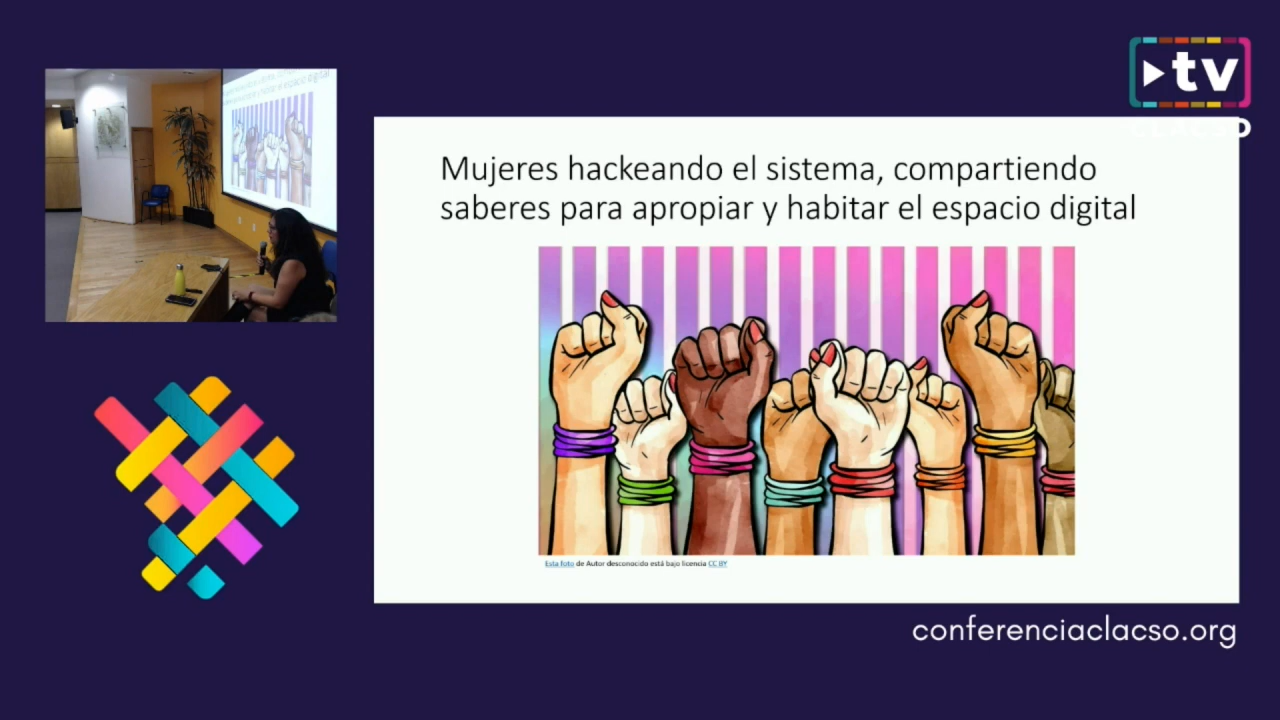 tv
CLACSO
Mujeres hackeando el sistema, compartiendo
saberes para apropiar y habitar el espacio digital
Esta foto de Autor desconocido está bajo licencia CC BY
conferenciaclacso.org